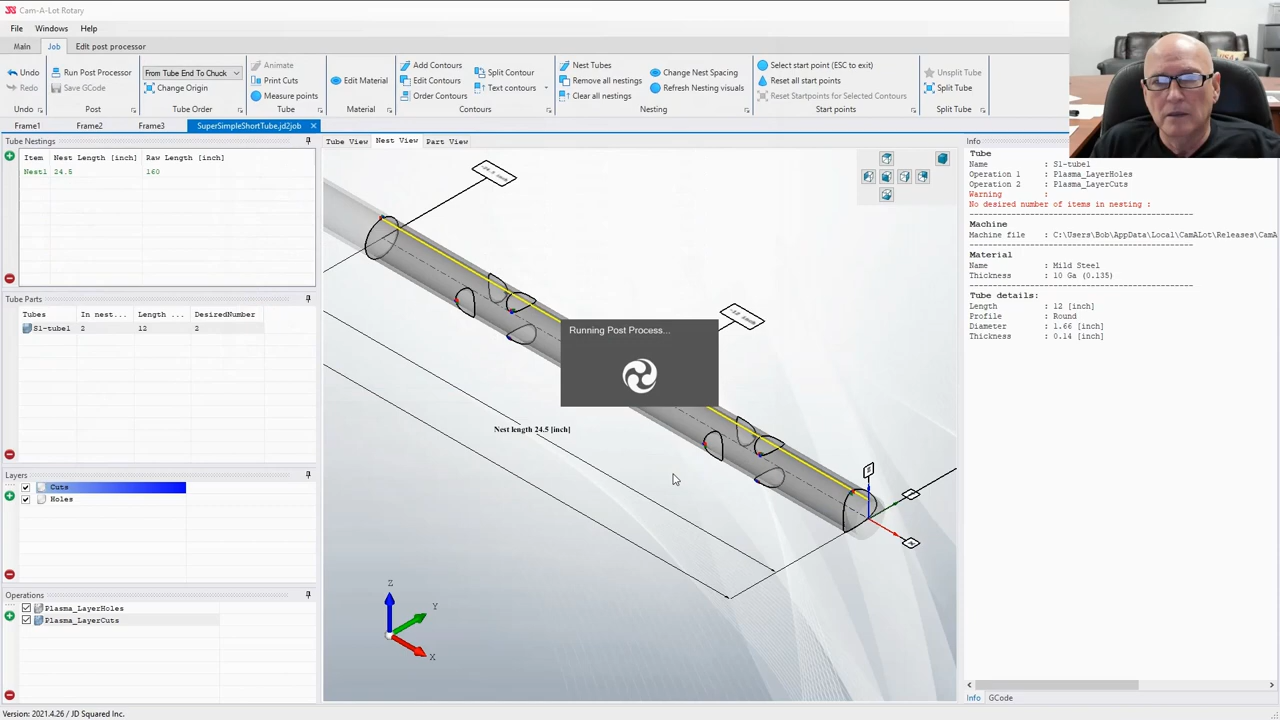 Cam-A-Lot Rotary
File Windows Help
Main Job Edit post processor
Undo Run Post Processor From Tube End To Chuck Animate Edit Material Add Contours Split Contour Nest Tubes Change Nest Spacing Select start point (ESC to exit) Unsplit Tube
Redo Save GCode Change Origin Print Cuts Edit Contours Text contours Remove all nestings Refresh Nesting visuals Reset all start points Split Tube
Measure points Order Contours Clear all nestings Reset Startpoints for Selected Contours
Undo Post Tube Order Tube Material Contours Nesting Start points Split Tube
Frame1 Frame2 Frame3 SuperSimpleShortTube.jd2job
Tube Nestings
Item Nest Length [inch] Raw Length [inch]
Nest1 24.5 160
Tube Parts
Tubes In nest... Length ... DesiredNumber
Sl-tube1 2 12 2
Layers
Cuts
Holes
Operations
Plasma_LayerHoles
Plasma_LayerCuts
Tube View Nest View Part View
Running Post Process...
Nest length 24.5 [inch]
Z
Y
X
Info
Tube
Name : Sl-tube1
Operation 1 : Plasma_LayerHoles
Operation 2 : Plasma_LayerCuts
Warning :
No desired number of items in nesting :
Machine
Machine file : C:\Users\Bob\AppData\Local\CamALot\Releases\CamA
Material
Name : Mild Steel
Thickness : 10 Ga (0.135)
Tube details:
Length : 12 [inch]
Profile : Round
Diameter : 1.66 [inch]
Thickness : 0.14 [inch]
Info GCode
Version: 2021.4.26 / JD Squared Inc.